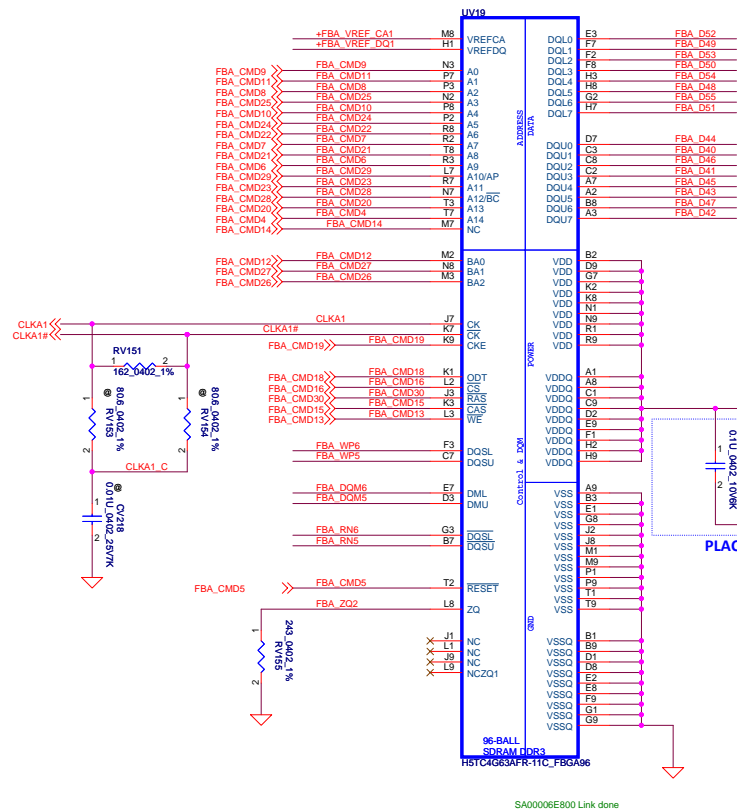 UV19
+FBA_VREF_CA1 M8 VREFCA DQL0 E3 FBA_D52
+FBA_VREF_DQ1 H1 VREFDQ DQL1 F7 FBA_D49
DQL2 F2 FBA_D53
FBA_CMD9 FBA_CMD9 N3 A0 DQL3 F8 FBA_D50
FBA_CMD11 FBA_CMD11 P7 A1 DQL4 H3 FBA_D54
FBA_CMD8 FBA_CMD8 P3 A2 DQL5 H8 FBA_D48
FBA_CMD25 FBA_CMD25 N2 A3 DQL6 G2 FBA_D55
FBA_CMD10 FBA_CMD10 P8 A4 DQL7 H7 FBA_D51
FBA_CMD24 FBA_CMD24 P2 A5
FBA_CMD22 FBA_CMD22 R8 A6
FBA_CMD7 FBA_CMD7 R2 A7 DQU0 D7 FBA_D44
FBA_CMD21 FBA_CMD21 T8 A8 DQU1 C3 FBA_D40
FBA_CMD6 FBA_CMD6 R3 A9 DQU2 C8 FBA_D46
FBA_CMD29 FBA_CMD29 L7 A10/AP DQU3 C2 FBA_D41
FBA_CMD23 FBA_CMD23 R7 A11 DQU4 A7 FBA_D45
FBA_CMD28 FBA_CMD28 N7 A12/BC DQU5 A2 FBA_D43
FBA_CMD20 FBA_CMD20 T3 A13 DQU6 B8 FBA_D47
FBA_CMD4 FBA_CMD4 T7 A14 DQU7 A3 FBA_D42
FBA_CMD14 FBA_CMD14 M7 NC
ADDRESS
DATA
FBA_CMD12 FBA_CMD12 M2 BA0 VDD B2
FBA_CMD27 FBA_CMD27 N8 BA1 VDD D9
FBA_CMD26 FBA_CMD26 M3 BA2 VDD G7
VDD K2
VDD K8
VDD N1
CLKA1 CLKA1 J7 CK VDD N9
CLKA1# CLKA1# K7 CK VDD R1
FBA_CMD19 FBA_CMD19 K9 CKE VDD R9
POWER
RV151
162_0402_1%
FBA_CMD18 FBA_CMD18 K1 ODT VDDQ A1
FBA_CMD16 FBA_CMD16 L2 CS VDDQ A8
FBA_CMD30 FBA_CMD30 J3 RAS VDDQ C1
FBA_CMD15 FBA_CMD15 K3 CAS VDDQ C9
FBA_CMD13 FBA_CMD13 L3 WE VDDQ D2
VDDQ E9
VDDQ F1
FBA_WP6 F3 DQSL VDDQ H2
FBA_WP5 C7 DQSU VDDQ H9
1 2
@
80.6_0402_1%
RV153
1 2
@
80.6_0402_1%
RV154
1 2
CLKA1_C
Control & DQM
0.1U_0402_10V6K
1
2
PLAC
FBA_DQM6 E7 DML VSS A9
FBA_DQM5 D3 DMU VSS B3
VSS E1
VSS G8
FBA_RN6 G3 DQSL VSS J2
FBA_RN5 B7 DQSU VSS J8
VSS M1
VSS M9
VSS P1
FBA_CMD5 FBA_CMD5 T2 RESET VSS P9
VSS T1
FBA_ZQ2 L8 ZQ VSS T9
GND
@
CV218
0.01U_0402_25V7K
1
2
243_0402_1%
RV155
1
2
J1 NC VSSQ B1
L1 NC VSSQ B9
J9 NC VSSQ D1
L9 NCZQ1 VSSQ D8
VSSQ E2
VSSQ E8
VSSQ F9
VSSQ G1
VSSQ G9
96-BALL
SDRAM DDR3
H5TC4G63AFR-11C_FBGA96
SA00006E800 Link done